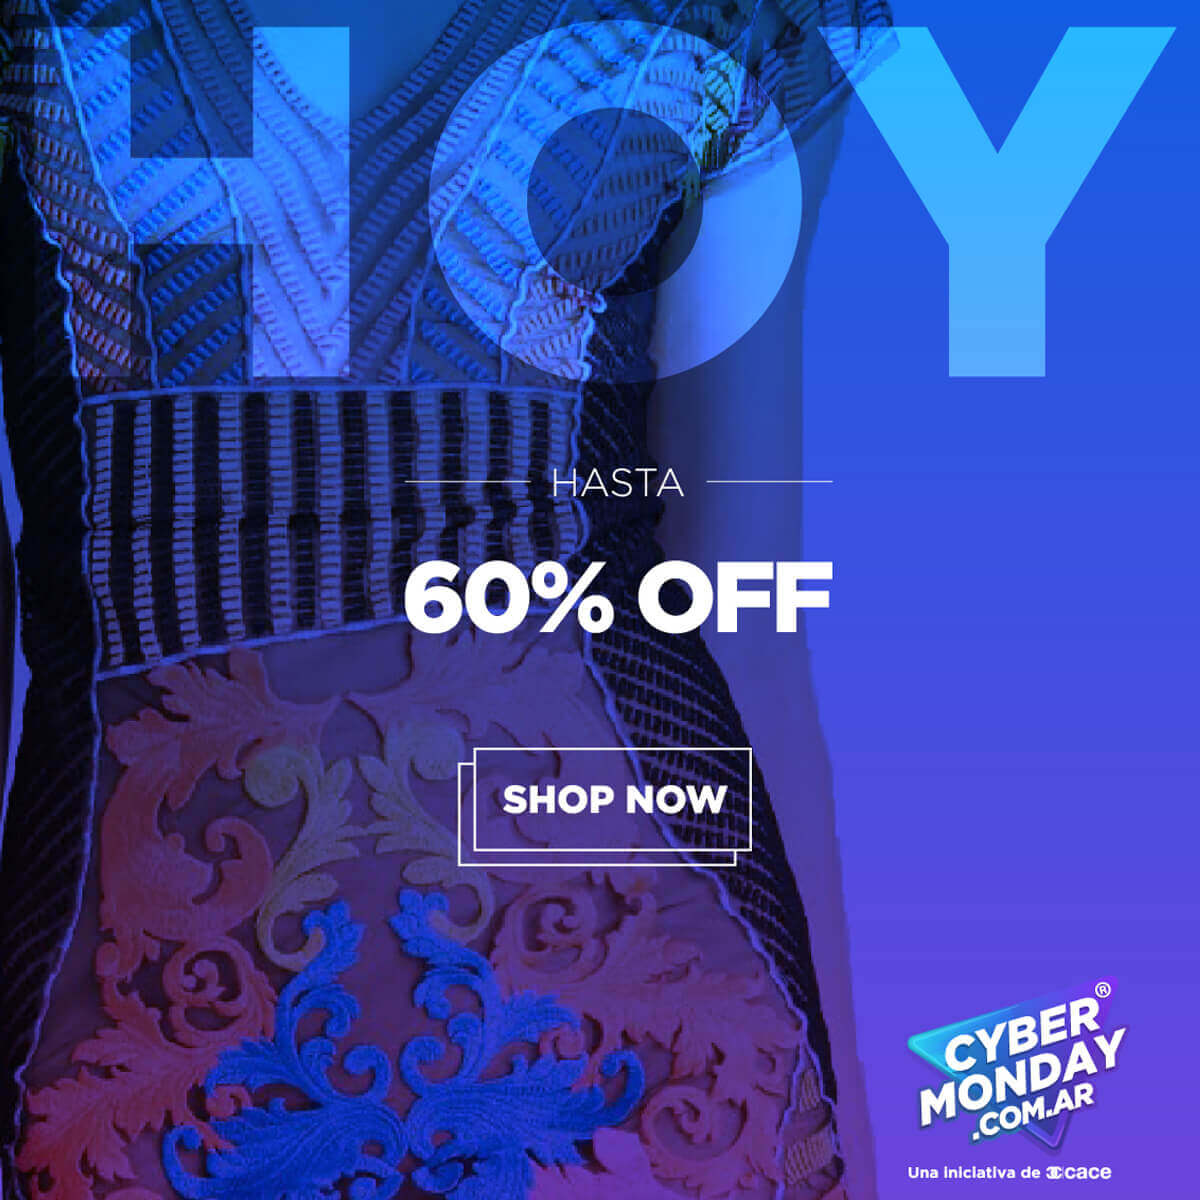 HOY
HASTA
60% OFF
SHOP NOW
CYBER®
MONDAY
.COM.AR
Una iniciativa de cace